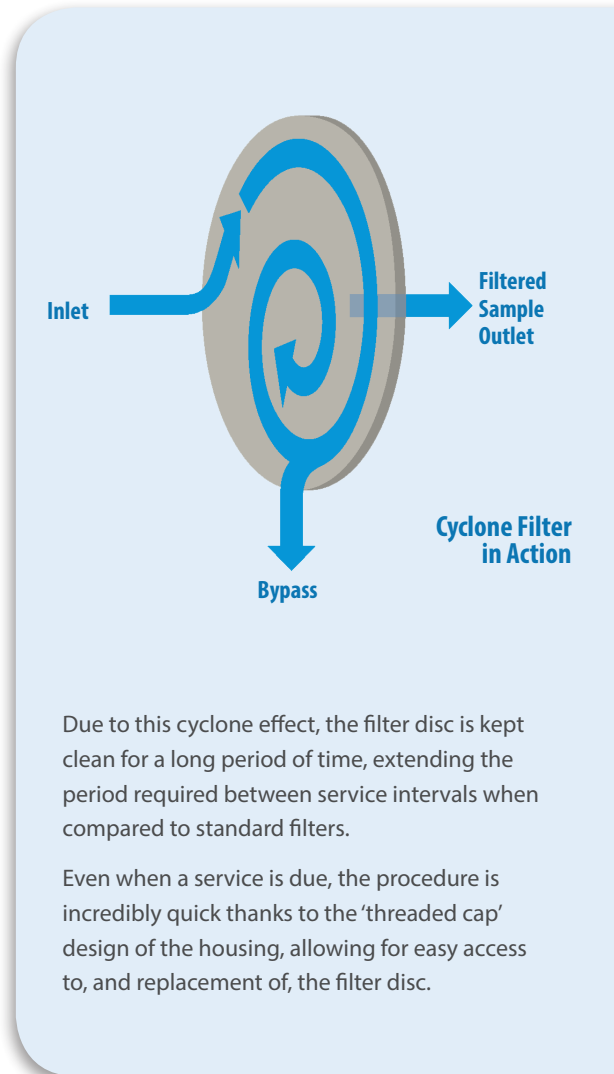 Inlet
Filtered
Sample
Outlet
Cyclone Filter
in Action
Bypass
Due to this cyclone effect, the filter disc is kept
clean for a long period of time, extending the
period required between service intervals when
compared to standard filters.
Even when a service is due, the procedure is
incredibly quick thanks to the ‘threaded cap’
design of the housing, allowing for easy access
to, and replacement of, the filter disc.